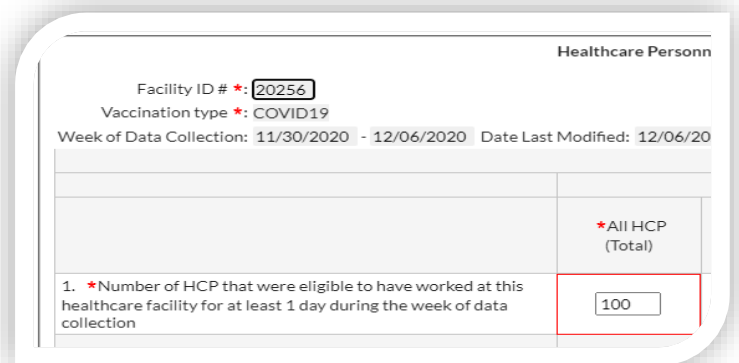 Healthcare Personn
Facility ID # *: 20256
Vaccination type *: COVID19
Week of Data Collection: 11/30/2020 - 12/06/2020 Date Last Modified: 12/06/20
*All HCP
(Total)
1. *Number of HCP that were eligible to have worked at this
healthcare facility for at least 1 day during the week of data
collection
100